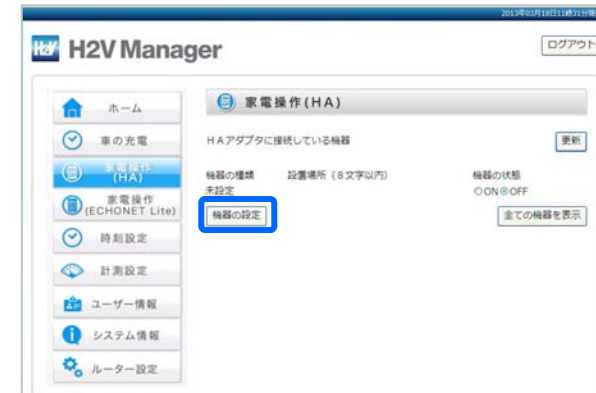 2013年03月18日11時31分現
H2V H2V Manager
ログアウト
ホーム
車の充電
家電操作
(HA)
家電操作
(ECHONET Lite)
時刻設定
計測設定
ユーザー情報
システム情報
ルーター設定
家電操作(HA)
HAアダプタに接続している機器
更新
機器の種類 設置場所(8文字以内) 機器の状態
未設定 ON OFF
機器の設定 全ての機器を表示